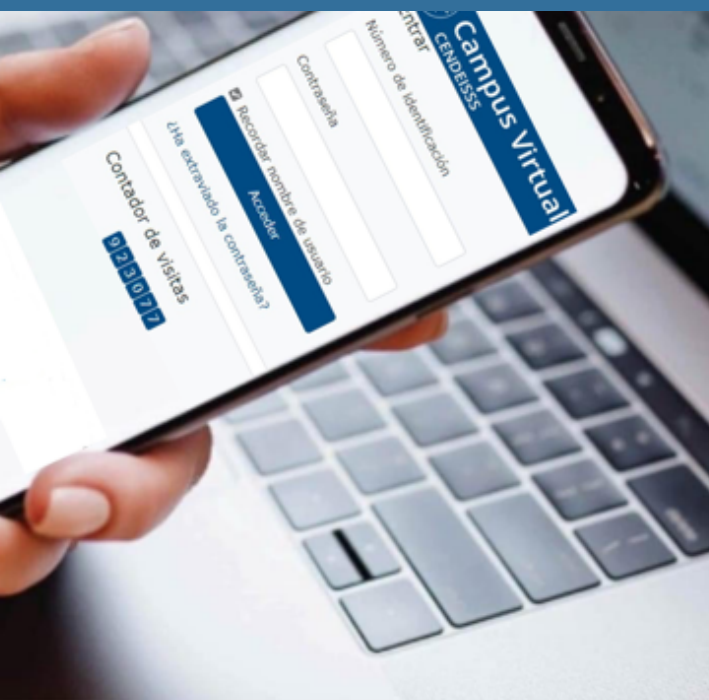 Campus Virtual
CENDEISSS
Número de identificación
Contraseña
Recordar nombre de usuario
Acceder
¿Ha extraviado la contraseña?
Contador de visitas
923077